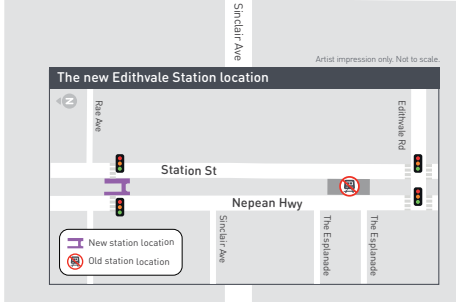 Sinclair Ave
Artist impression only. Not to scale.
The new Edithvale Station location
N
Rae Ave
Edithvale Rd
Station St
Nepean Hwy
Sinclair Ave
The Esplanade
The Esplanade
New station location
Old station location